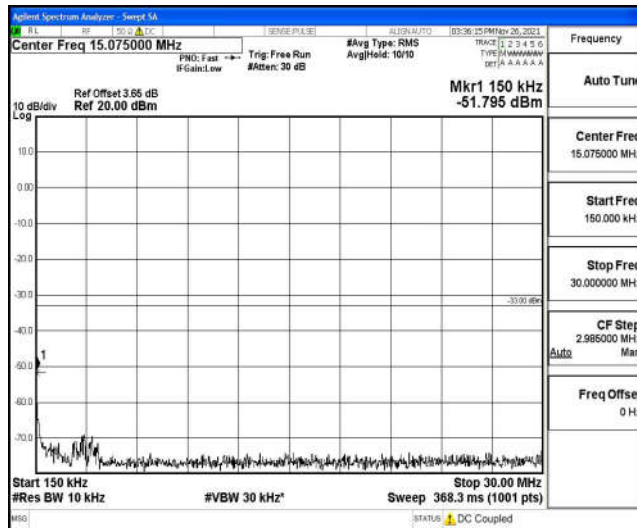 Agilent Spectrum Analyzer - Swept SA
RL RF 50 Ω DC SENSE:PULSE ALIGN AUTO 03:36:15 PM Nov 26, 2021
Center Freq 15.075000 MHz
PNO: Fast
IFGain:Low
Trig: Free Run
#Atten: 30 dB
#Avg Type: RMS
Avg|Hold: 10/10
TRACE 1 2 3 4 5 6
TYPE
DET A A A A A A
Mkr1 150 kHz
-51.795 dBm
Ref Offset 3.65 dB
Ref 20.00 dBm
10 dB/div
Log
10.0
0.00
-10.0
-20.0
-30.0
-33.00 dBm
-40.0
1
-50.0
-60.0
-70.0
Start 150 kHz
Stop 30.00 MHz
#Res BW 10 kHz
#VBW 30 kHz*
Sweep 368.3 ms (1001 pts)
MSG
STATUS DC Coupled
Frequency
Auto Tune
Center Freq
15.075000 MHz
Start Freq
150.000 kHz
Stop Freq
30.000000 MHz
CF Step
2.985000 MHz
Auto Man
Freq Offset
0 Hz